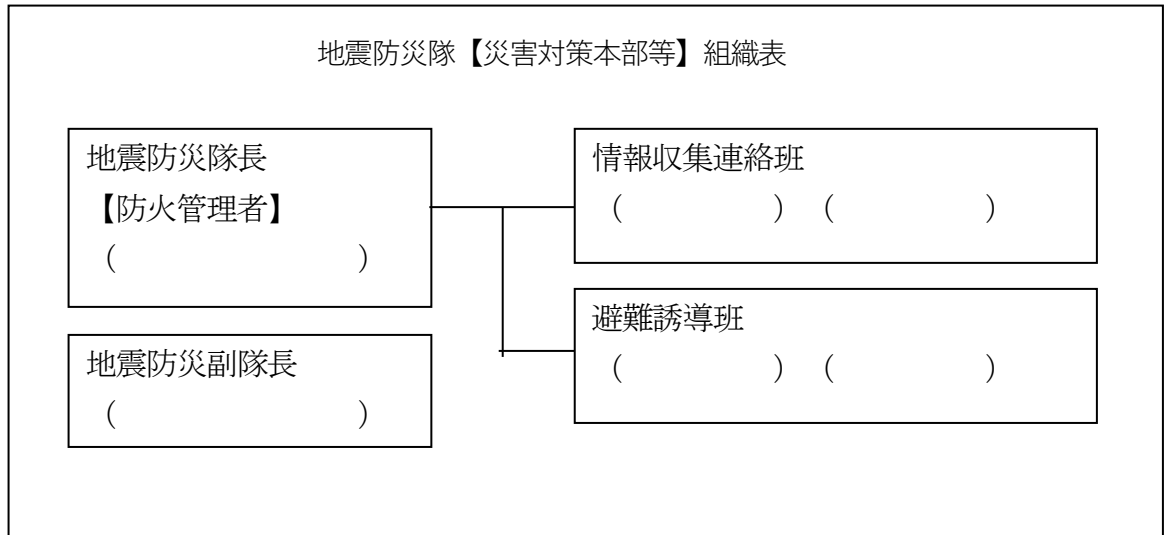 地震防災隊【災害対策本部等】組織表
地震防災隊長
【防火管理者】
（　　　　　　　）
地震防災副隊長
（　　　　　　　）
情報収集連絡班
（　　　　）（　　　　）
避難誘導班
（　　　　）（　　　　）